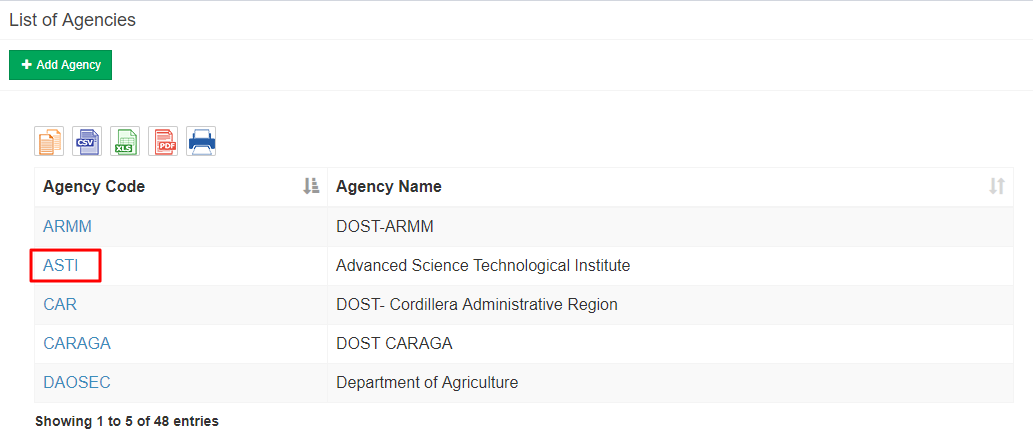 List of Agencies
Add Agency
CSV XLS PDF
Agency Code Agency Name
ARMM DOST-ARMM
ASTI Advanced Science Technological Institute
CAR DOST- Cordillera Administrative Region
CARAGA DOST CARAGA
DAOSEC Department of Agriculture
Showing 1 to 5 of 48 entries